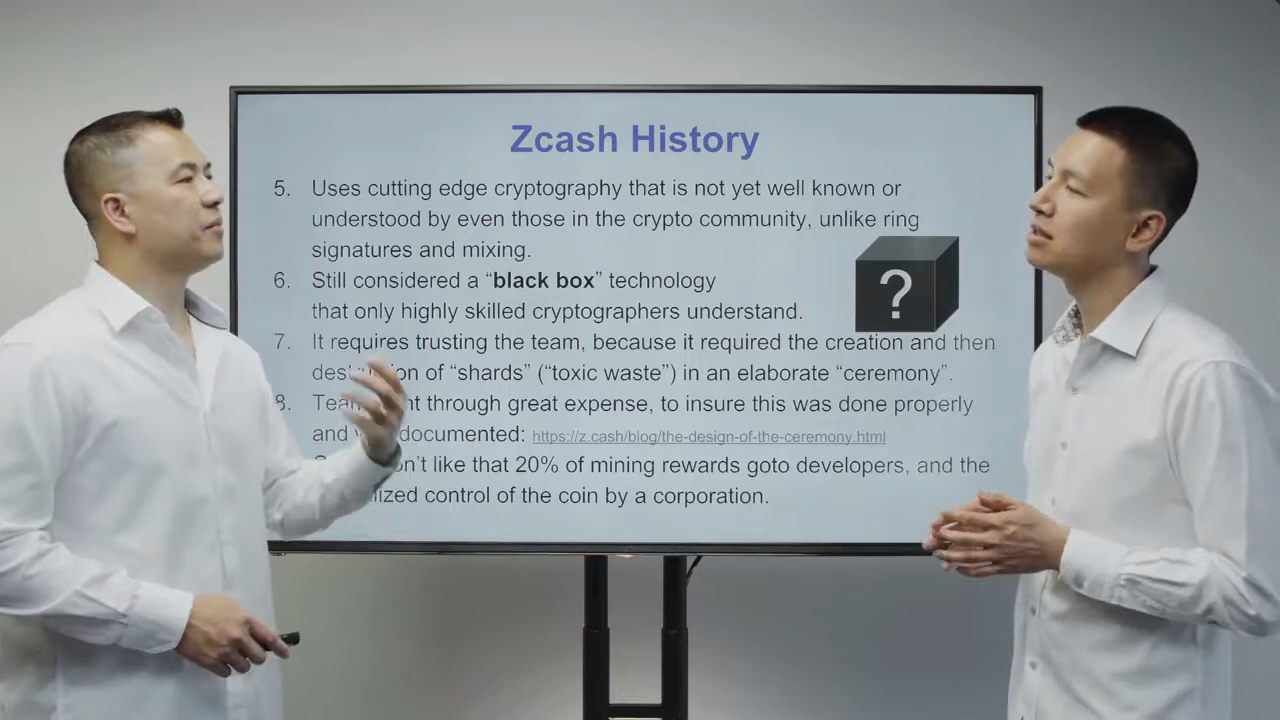 Zcash History
5. Uses cutting edge cryptography that is not yet well known or
understood by even those in the crypto community, unlike ring
signatures and mixing.
?
6. Still considered a “black box” technology
that only highly skilled cryptographers understand.
7. It requires trusting the team, because it required the creation and then
of “shards” (“toxic waste”) in an elaborate “ceremony”.
8. through great expense, to insure this was done properly
and documented: https://z.cash/blog/the-design-of-the-ceremony.html
like that 20% of mining rewards goto developers, and the
control of the coin by a corporation.